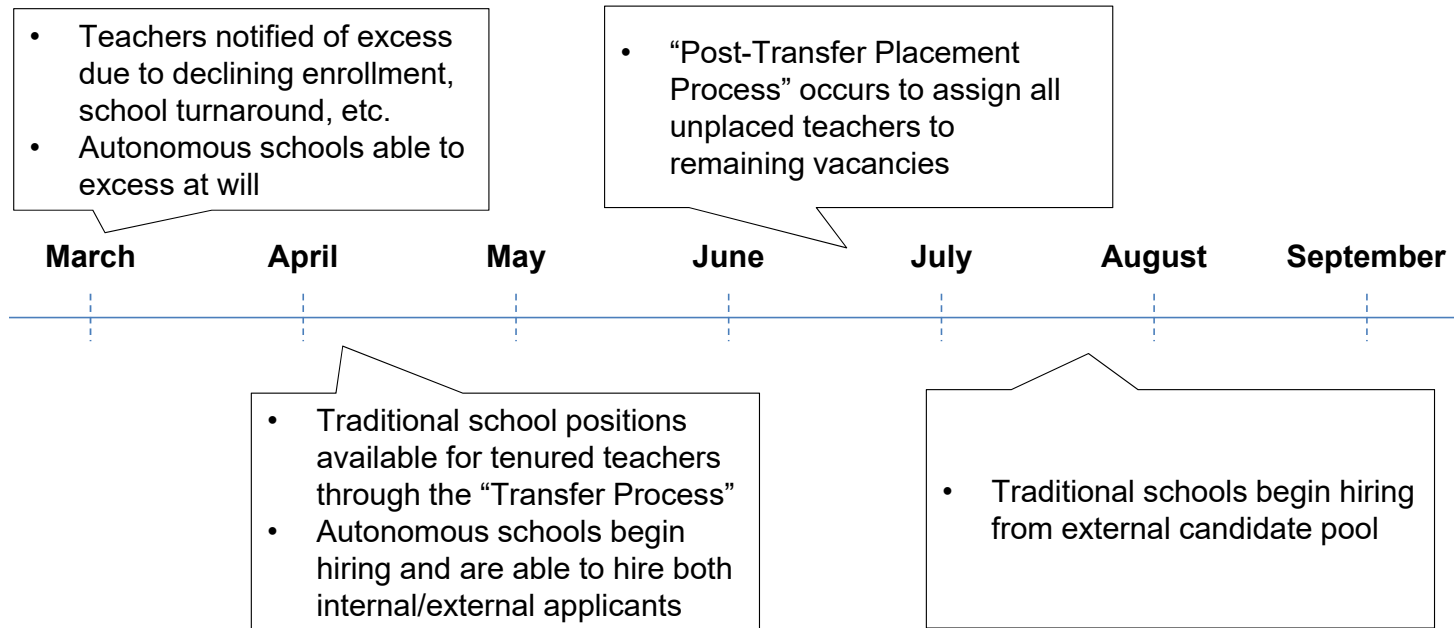 • Teachers notified of excess
due to declining enrollment,
school turnaround, etc.
• Autonomous schools able to
excess at will
• “Post-Transfer Placement
Process” occurs to assign all
unplaced teachers to
remaining vacancies
March April May June July August September
• Traditional school positions
available for tenured teachers
through the “Transfer Process”
• Autonomous schools begin
hiring and are able to hire both
internal/external applicants
• Traditional schools begin hiring
from external candidate pool